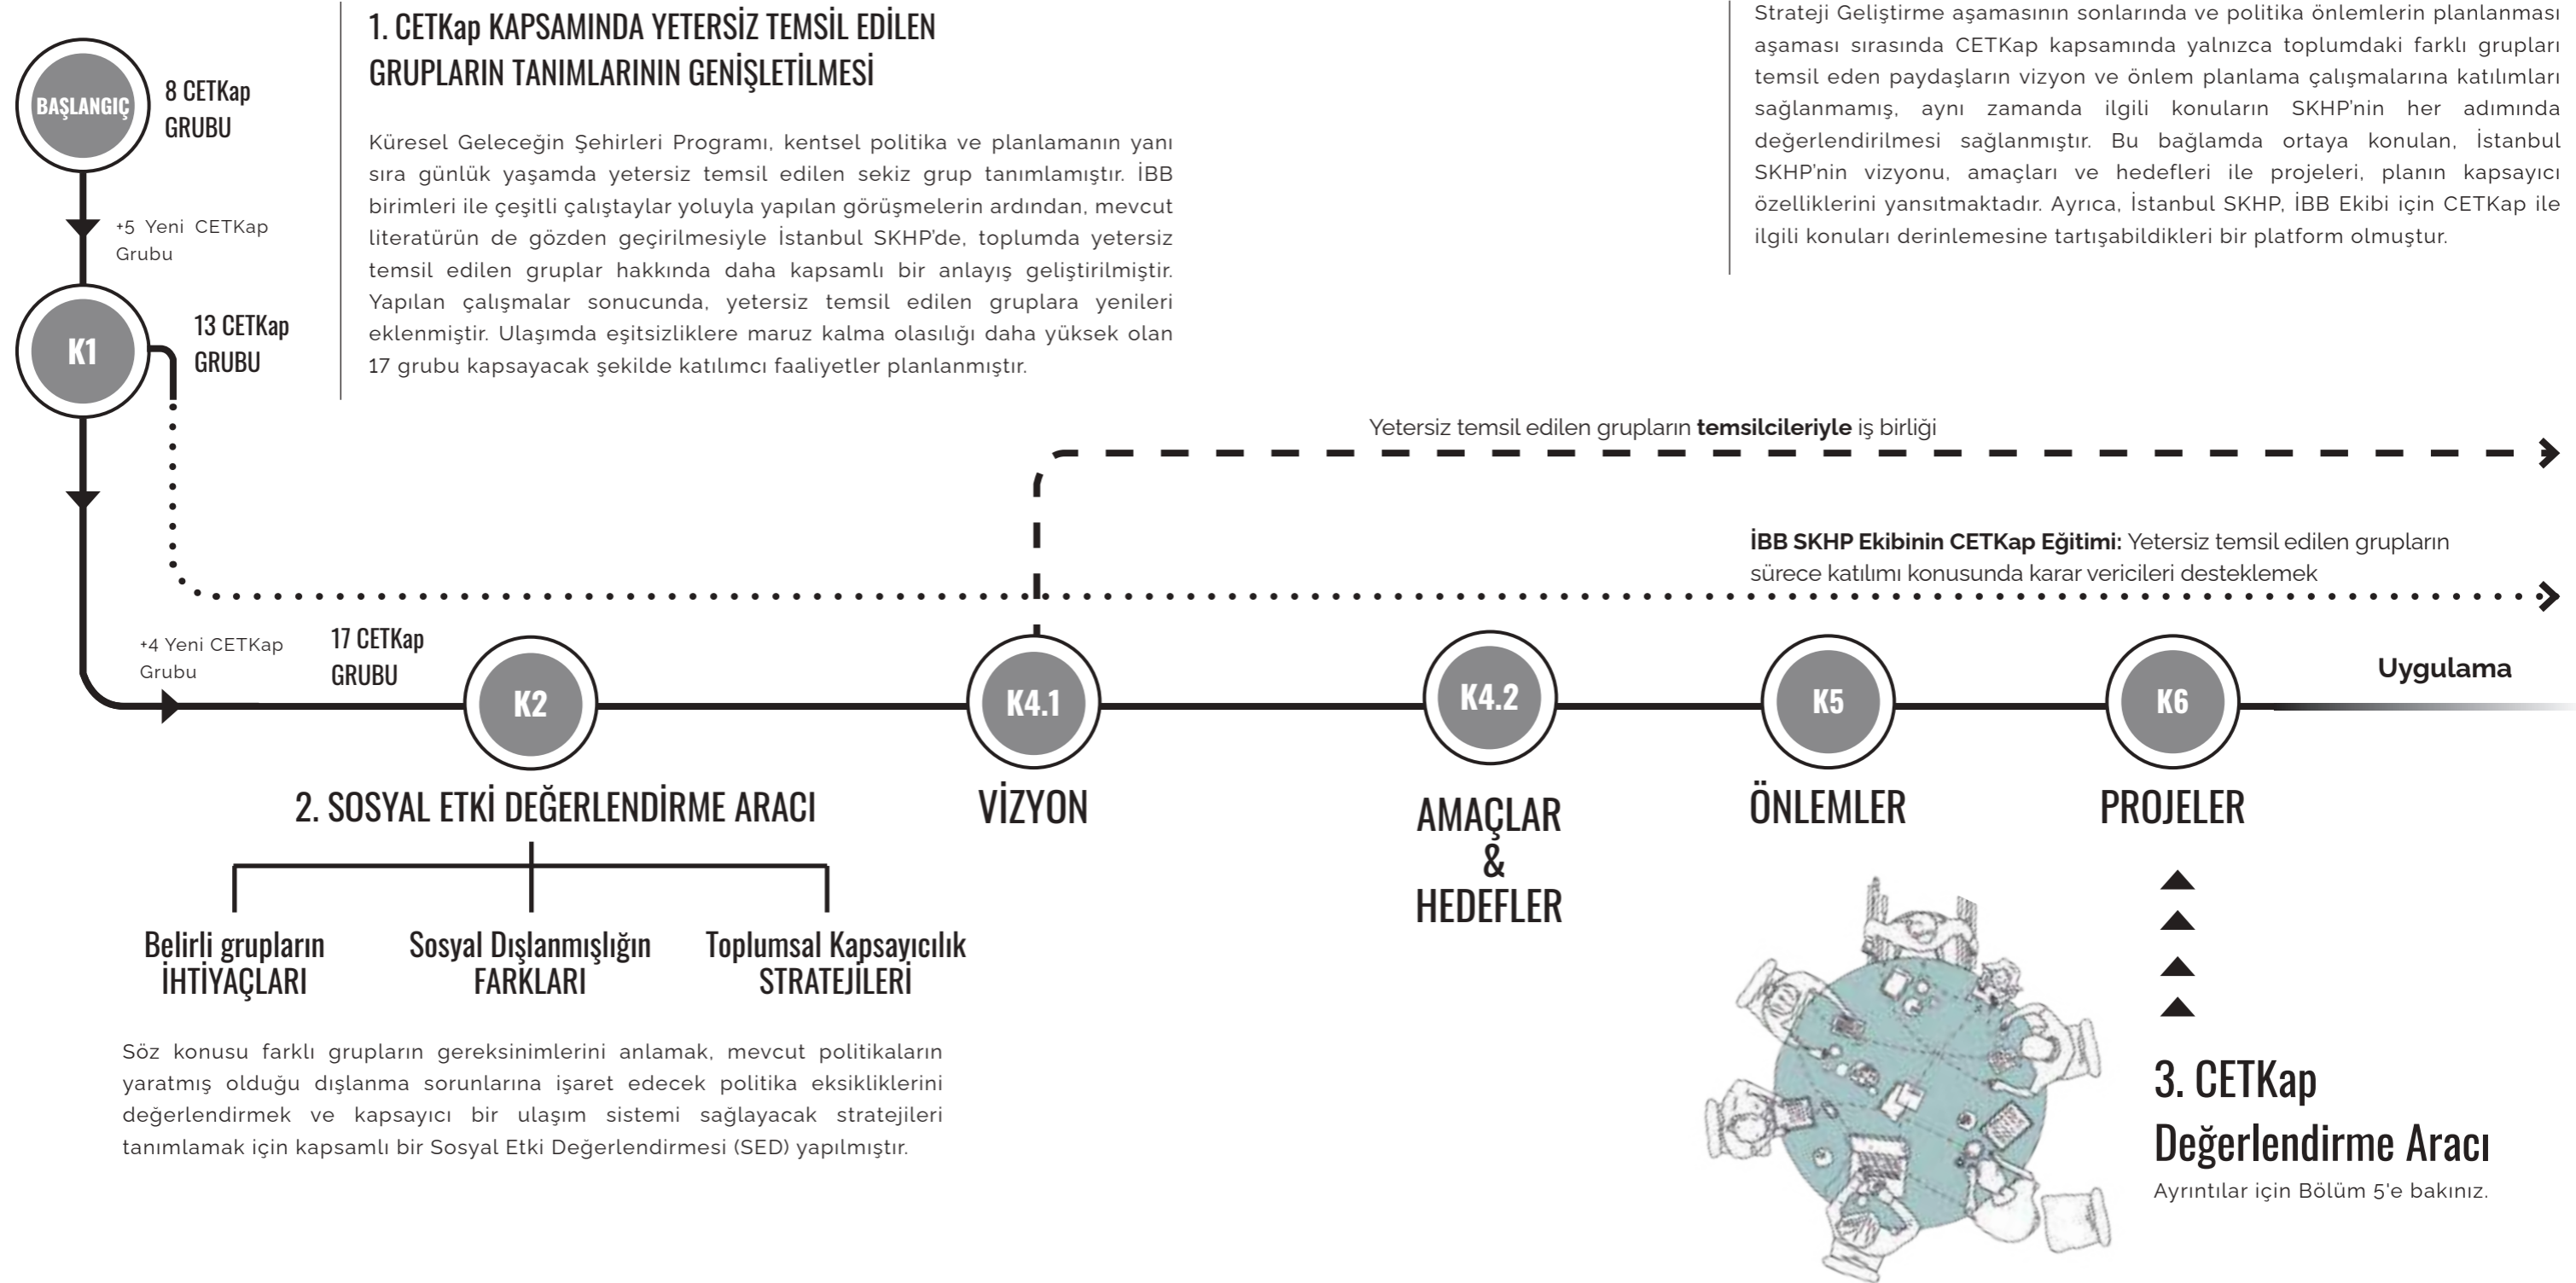 1. CETKap KAPSAMINDA YETERSİZ TEMSİL EDİLEN
GRUPLARIN TANIMLARININ GENİŞLETİLMESİ
Küresel Geleceğin Şehirleri Programı, kentsel politika ve planlamanın yanı
sıra günlük yaşamda yetersiz temsil edilen sekiz grup tanımlamıştır. İBB
birimleri ile çeşitli çalıştaylar yoluyla yapılan görüşmelerin ardından, mevcut
literatürün de gözden geçirilmesiyle İstanbul SKHP'de, toplumda yetersiz
temsil edilen gruplar hakkında daha kapsamlı bir anlayış geliştirilmiştir.
Yapılan çalışmalar sonucunda, yetersiz temsil edilen gruplara yenileri
eklenmiştir. Ulaşımda eşitsizliklere maruz kalma olasılığı daha yüksek olan
17 grubu kapsayacak şekilde katılımcı faaliyetler planlanmıştır.
Strateji Geliştirme aşamasının sonlarında ve politika önlemlerin planlanması
aşaması sırasında CETKap kapsamında yalnızca toplumdaki farklı grupları
temsil eden paydaşların vizyon ve önlem planlama çalışmalarına katılımları
sağlanmamış, aynı zamanda ilgili konuların SKHP'nin her adımında
değerlendirilmesi sağlanmıştır. Bu bağlamda ortaya konulan, İstanbul
SKHP'nin vizyonu, amaçları ve hedefleri ile projeleri, planın kapsayıcı
özelliklerini yansıtmaktadır. Ayrıca, İstanbul SKHP, İBB Ekibi için CETKap ile
ilgili konuları derinlemesine tartışabildikleri bir platform olmuştur.
BAŞLANGIÇ
8 CETKap
GRUBU
+5 Yeni CETKap
Grubu
K1
13 CETKap
GRUBU
Yetersiz temsil edilen grupların temsilcileriyle iş birliği
İBB SKHP Ekibinin CETKap Eğitimi: Yetersiz temsil edilen grupların
sürece katılımı konusunda karar vericileri desteklemek
+4 Yeni CETKap
Grubu
17 CETKap
GRUBU
K2
K4.1
K4.2
K5
K6
Uygulama
2. SOSYAL ETKİ DEĞERLENDİRME ARACI
VİZYON
AMAÇLAR
&
HEDEFLER
ÖNLEMLER
PROJELER
Belirli grupların
İHTİYAÇLARI
Sosyal Dışlanmışlığın
FARKLARI
Toplumsal Kapsayıcılık
STRATEJİLERİ
Söz konusu farklı grupların gereksinimlerini anlamak, mevcut politikaların
yaratmış olduğu dışlanma sorunlarına işaret edecek politika eksikliklerini
değerlendirmek ve kapsayıcı bir ulaşım sistemi sağlayacak stratejileri
tanımlamak için kapsamlı bir Sosyal Etki Değerlendirmesi (SED) yapılmıştır.
3. CETKap
Değerlendirme Aracı
Ayrıntılar için Bölüm 5'e bakınız.